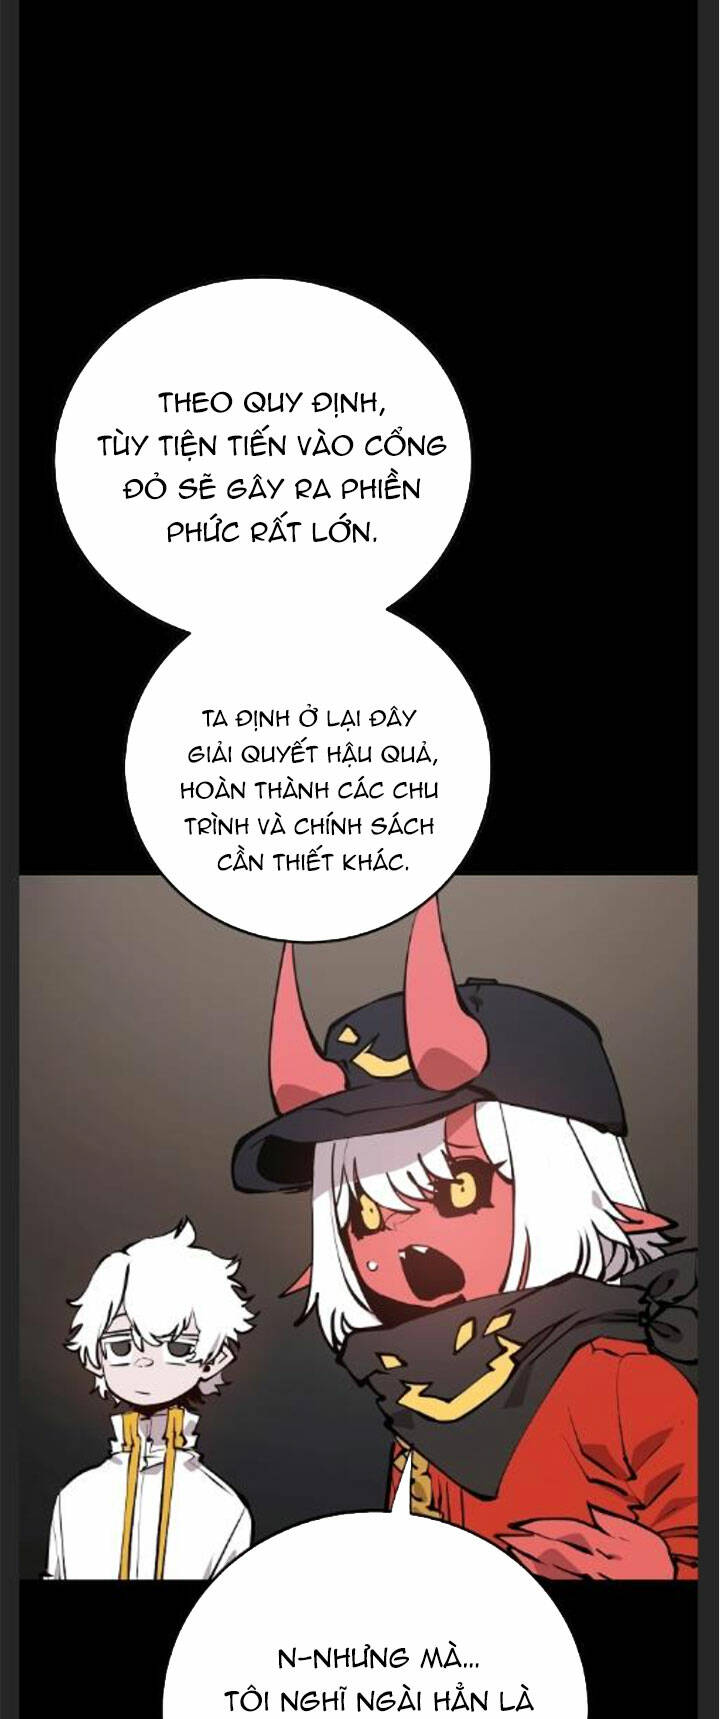 THEO QUY ĐỊNH,
TÙY TIỆN TIẾN VÀO CỔNG
ĐỎ SẼ GÂY RA PHIỀN
PHỨC RẤT LỚN.
TA ĐỊNH Ở LẠI ĐÂY
GIẢI QUYẾT HẬU QUẢ,
HOÀN THÀNH CÁC CHU
TRÌNH VÀ CHÍNH SÁCH
CẦN THIẾT KHÁC.
N-NHƯNG MÀ...
TÔI NGHĨ NGÀI HẲN LÀ